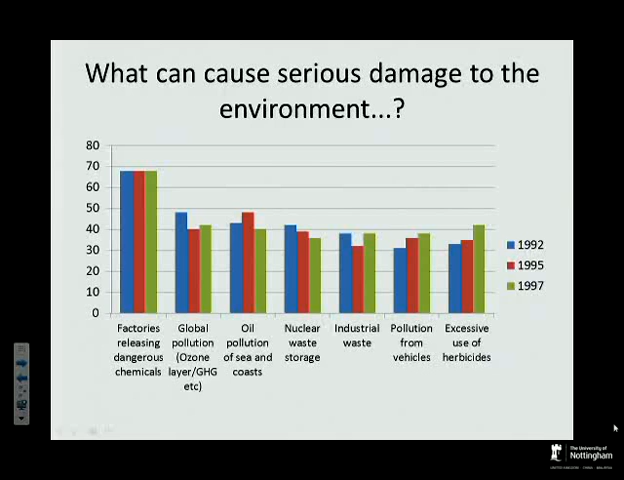 What can cause serious damage to the
environment...?
80
70
60
50
40
30
20
10
0
1992
1995
1997
Factories
releasing
dangerous
chemicals
Global
pollution
(Ozone
layer/GHG
etc)
Oil
pollution
of sea and
coasts
Nuclear
waste
storage
Industrial
waste
Pollution
from
vehicles
Excessive
use of
herbicides
The University of
Nottingham